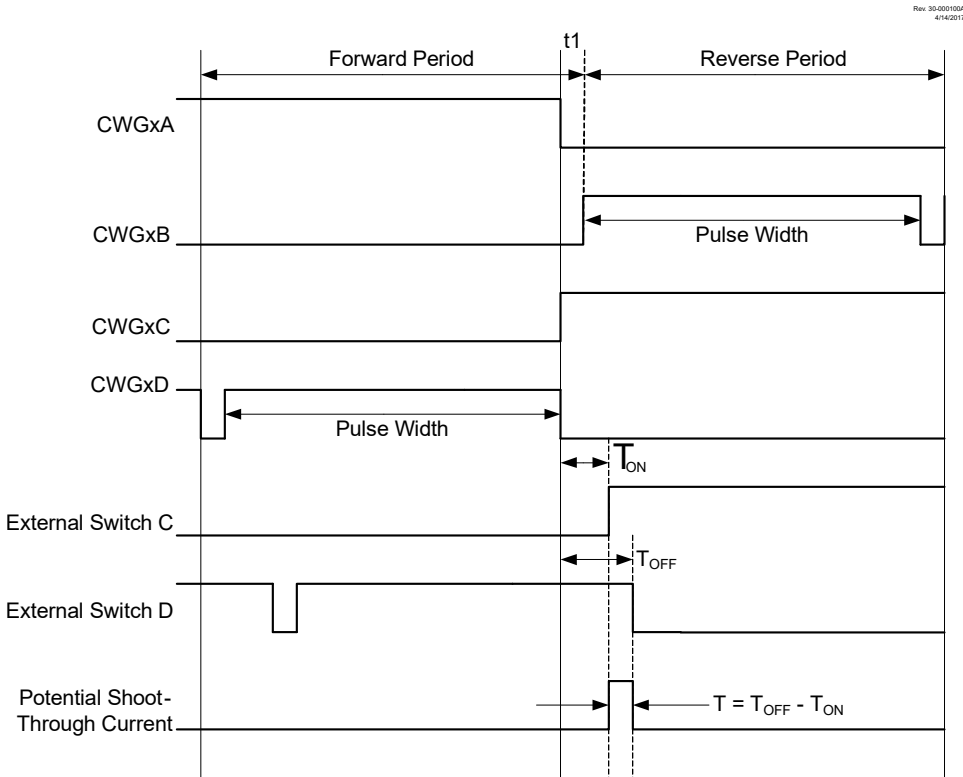 Rev. 30-000100A
4/14/2017
t1
Forward Period
Reverse Period
CWGxA
CWGxB
Pulse Width
CWGxC
CWGxD
Pulse Width
TON
External Switch C
TOFF
External Switch D
Potential Shoot-
Through Current
T = TOFF - TON